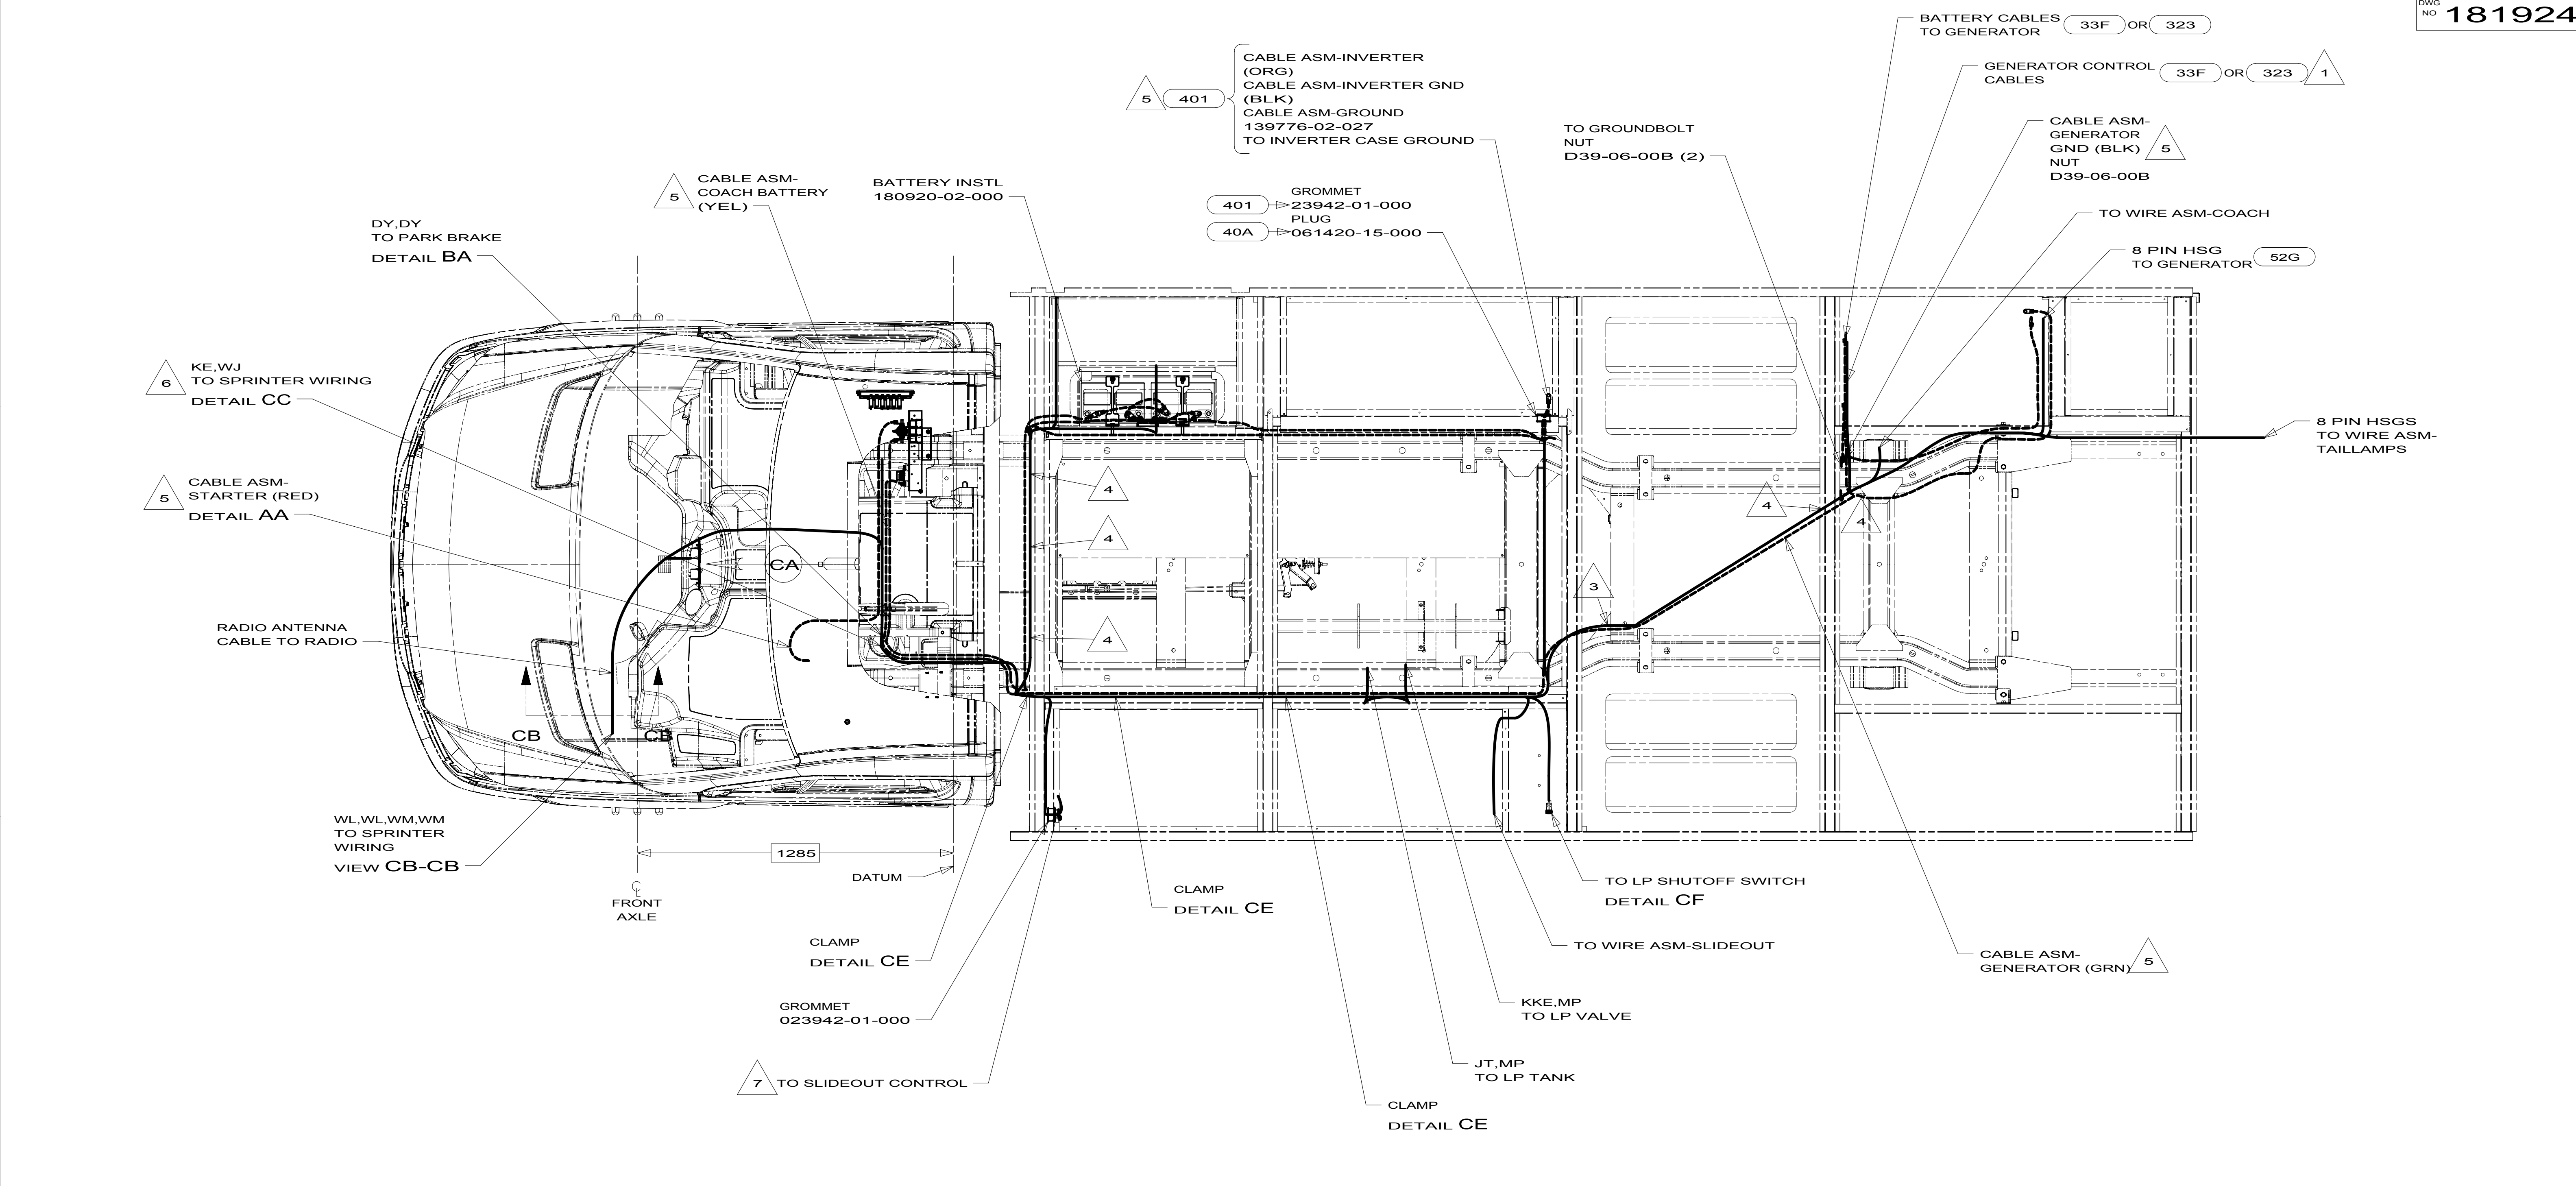 DWG
NO 181924
BATTERY CABLES
TO GENERATOR
33F OR 323
GENERATOR CONTROL
CABLES
33F OR 323 1
5 401
CABLE ASM-INVERTER
(ORG)
CABLE ASM-INVERTER GND
(BLK)
CABLE ASM-GROUND
139776-02-027
TO INVERTER CASE GROUND
TO GROUNDBOLT
NUT
D39-06-00B (2)
CABLE ASM-
GENERATOR
GND (BLK) 5
NUT
D39-06-00B
5
CABLE ASM-
COACH BATTERY
(YEL)
BATTERY INSTL
180920-02-000
GROMMET
401 23942-01-000
PLUG
40A 061420-15-000
TO WIRE ASM-COACH
DY,DY
TO PARK BRAKE
DETAIL BA
8 PIN HSG
TO GENERATOR 52G
6
KE,WJ
TO SPRINTER WIRING
DETAIL CC
8 PIN HSGS
TO WIRE ASM-
TAILLAMPS
5
CABLE ASM-
STARTER (RED)
DETAIL AA
4
4
4
4
4
CA
3
RADIO ANTENNA
CABLE TO RADIO
CB CB
WL,WL,WM,WM
TO SPRINTER
WIRING
VIEW CB-CB
1285
DATUM
CL
FRONT
AXLE
CLAMP
DETAIL CE
TO LP SHUTOFF SWITCH
DETAIL CF
CLAMP
DETAIL CE
TO WIRE ASM-SLIDEOUT
CABLE ASM-
GENERATOR (GRN) 5
GROMMET
023942-01-000
KKE,MP
TO LP VALVE
7 TO SLIDEOUT CONTROL
JT,MP
TO LP TANK
CLAMP
DETAIL CE